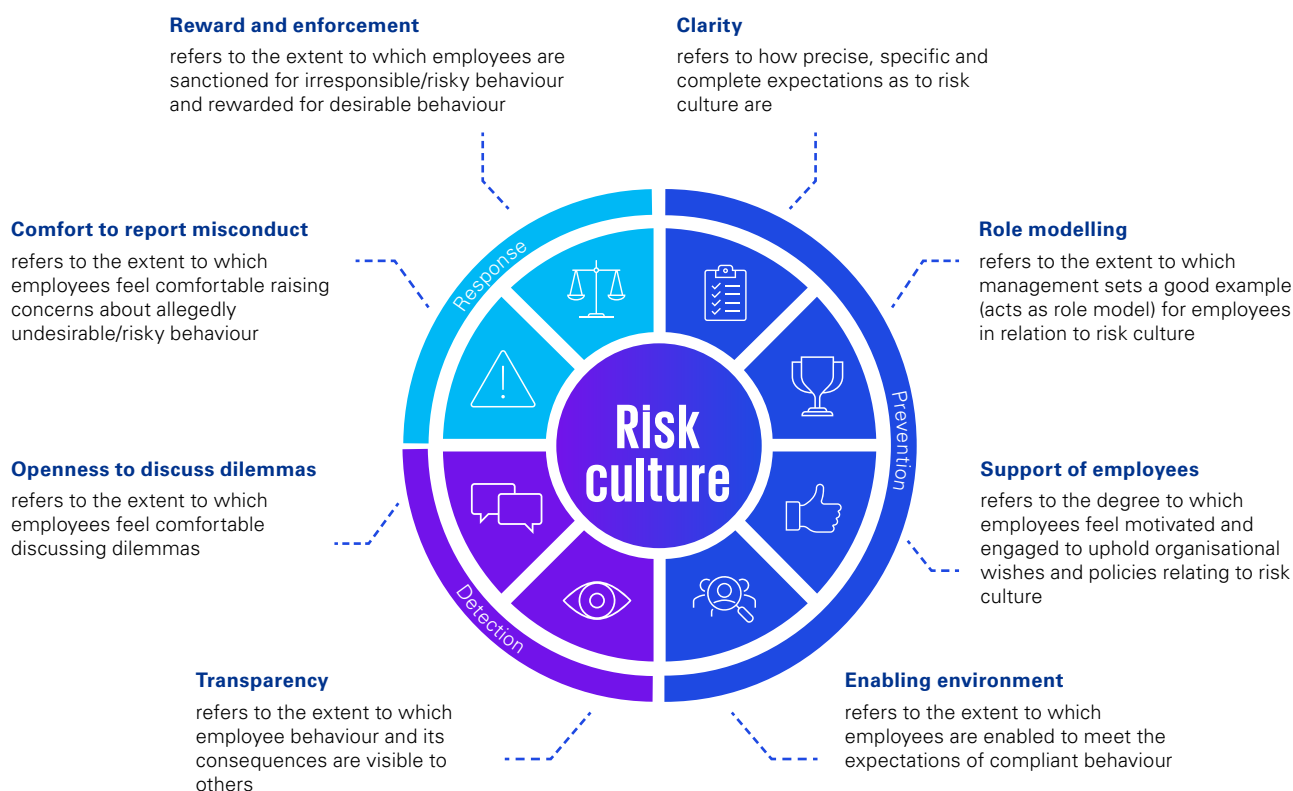 Reward and enforcement
refers to the extent to which employees are
sanctioned for irresponsible/risky behaviour
and rewarded for desirable behaviour
Clarity
refers to how precise, specific and
complete expectations as to risk
culture are
Comfort to report misconduct
refers to the extent to which
employees feel comfortable raising
concerns about allegedly
undesirable/risky behaviour
Role modelling
refers to the extent to which
management sets a good example
(acts as role model) for employees
in relation to risk culture
Response
Prevention
Risk
culture
Detection
Openness to discuss dilemmas
refers to the extent to which
employees feel comfortable
discussing dilemmas
Support of employees
refers to the degree to which
employees feel motivated and
engaged to uphold organisational
wishes and policies relating to risk
culture
Transparency
refers to the extent to which
employee behaviour and its
consequences are visible to
others
Enabling environment
refers to the extent to which
employees are enabled to meet the
expectations of compliant behaviour